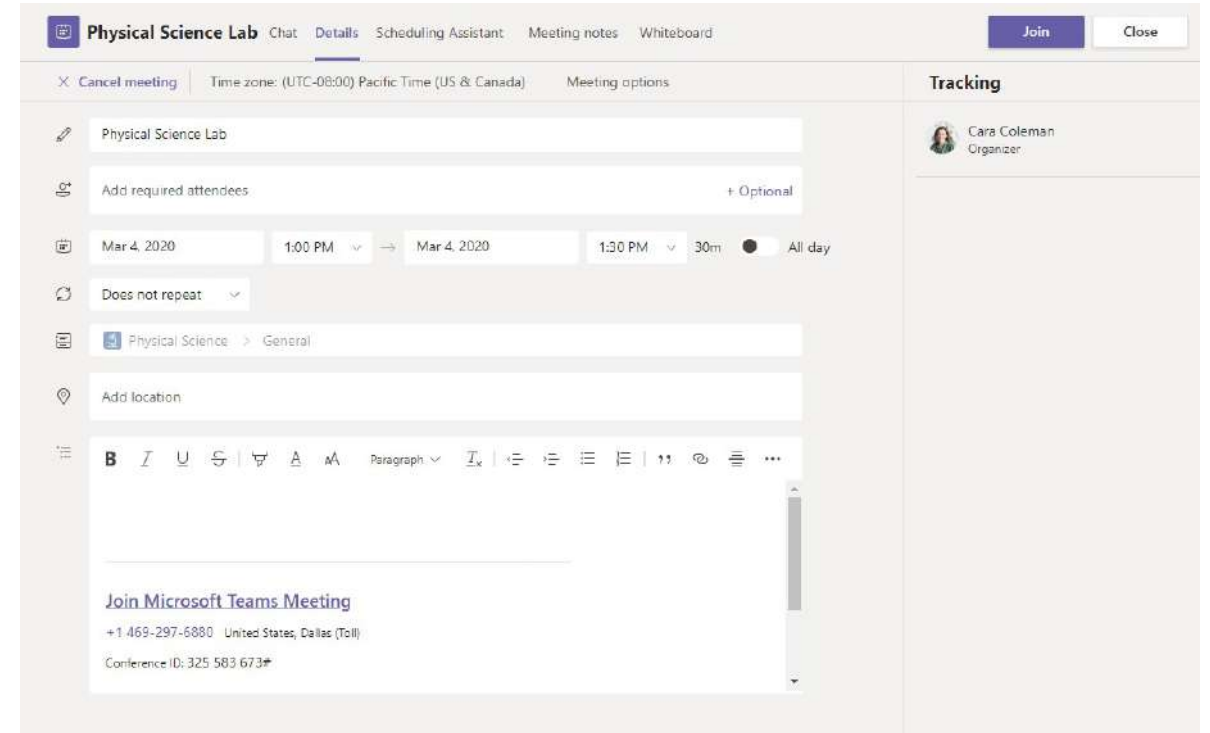 Physical Science Lab Chat Details Scheduling Assistant Meeting notes Whiteboard Join Close
Cancel meeting Time zone: (UTC-08:00) Pacific Time (US & Canada) Meeting options
Tracking
Physical Science Lab
Cara Coleman
Organizer
Add required attendees + Optional
Mar 4, 2020 1:00 PM → Mar 4, 2020 1:30 PM 30m All day
Does not repeat
Physical Science > General
Add location
B I U S A AA Paragraph Tx
Join Microsoft Teams Meeting
+1 469-297-6880 United States, Dallas (Toll)
Conference ID: 325 583 673#